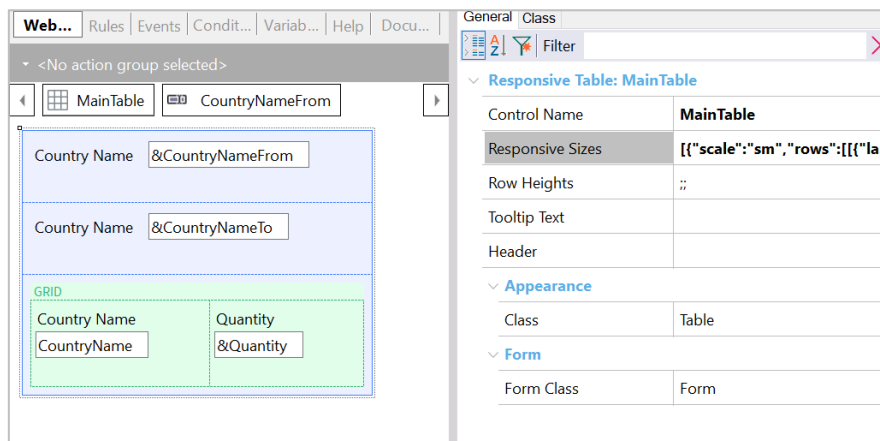 Web... Rules Events Condit... Variab... Help Docu...
<No action group selected>
MainTable CountryNameFrom
Country Name &CountryNameFrom
Country Name &CountryNameTo
GRID
Country Name Quantity
CountryName &Quantity
General Class
A Z Filter
Responsive Table: MainTable
Control Name MainTable
Responsive Sizes [{"scale":"sm","rows":[[{"la
Row Heights ;;
Tooltip Text
Header
Appearance
Class Table
Form
Form Class Form